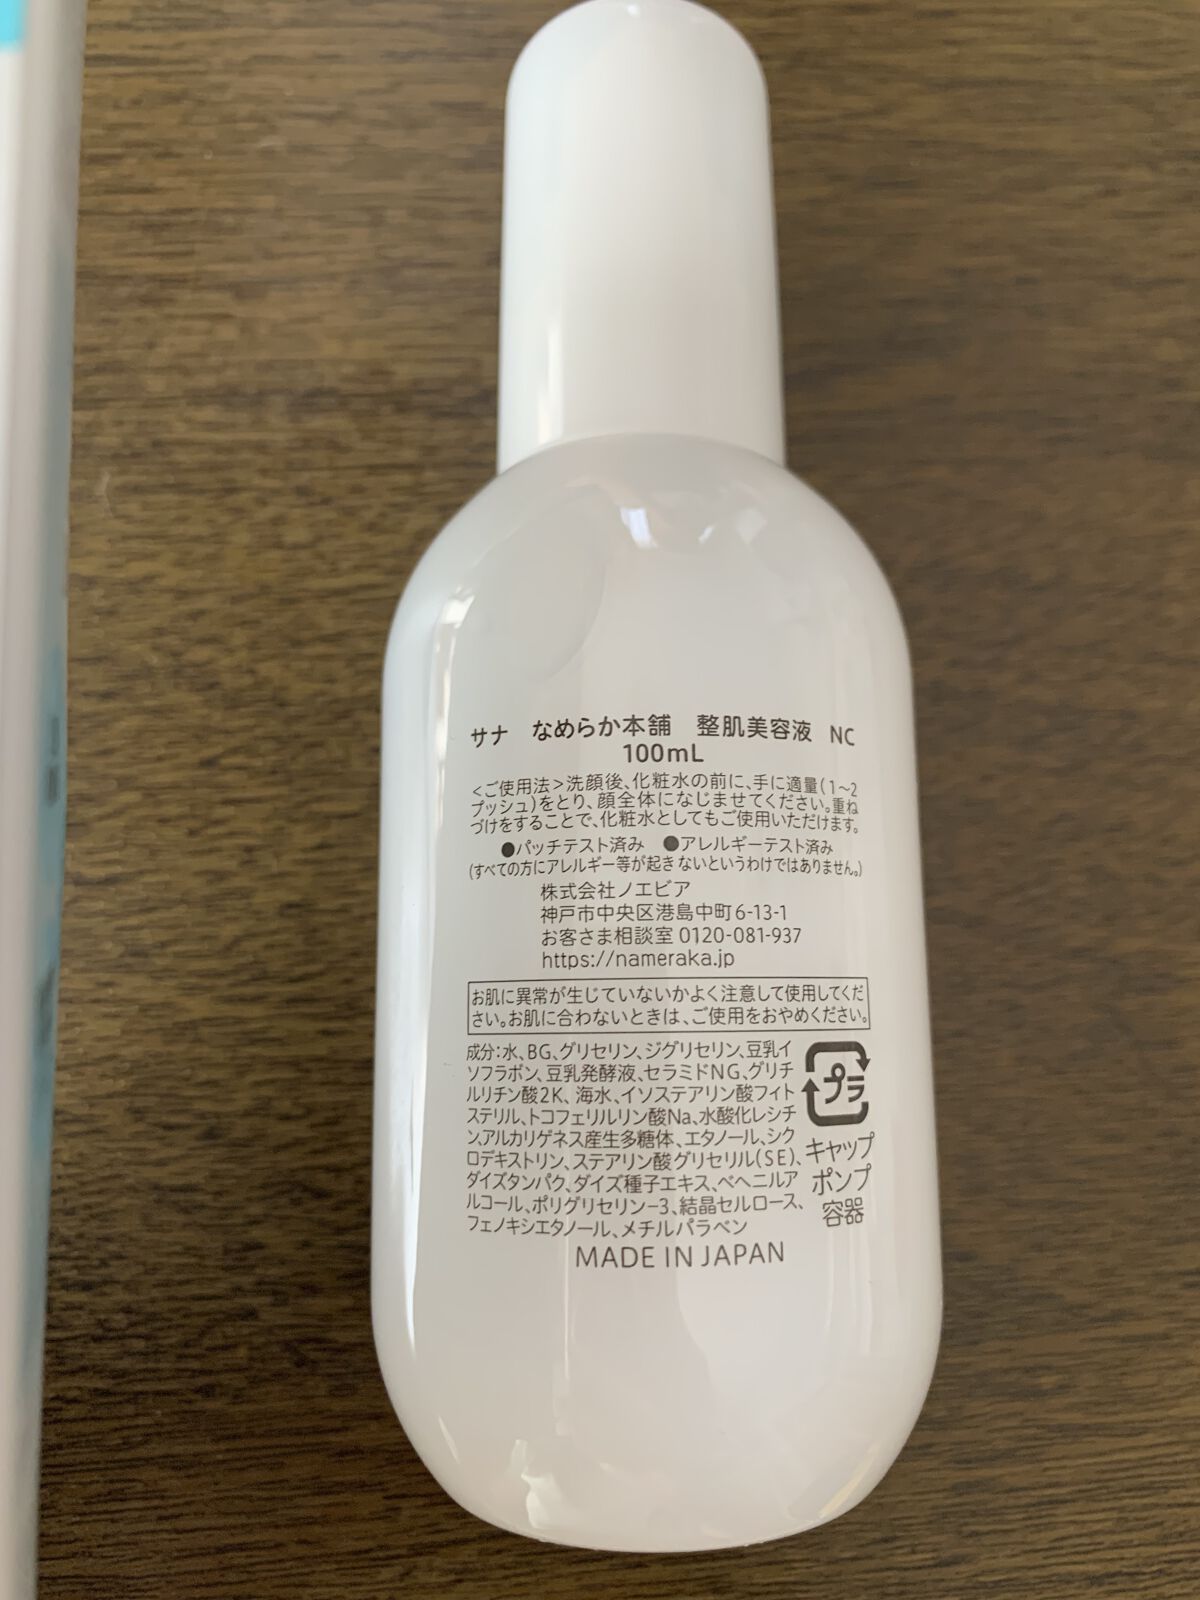 サナ なめらか本舗 整肌美容液 NC
100mL
<ご使用法>洗顔後、化粧水の前に、手に適量(1~2
プッシュ)をとり、顔全体になじませてください。重ね
づけをすることで、化粧水としてもご使用いただけます。
●パッチテスト済み ●アレルギーテスト済み
(すべての方にアレルギー等が起きないというわけではありません。)
株式会社ノエビア
神戸市中央区港島中町6-13-1
お客さま相談室 0120-081-937
https://nameraka.jp
お肌に異常が生じていないかよく注意して使用してくだ
さい。お肌に合わないときは、ご使用をおやめください。
成分:水、BG、グリセリン、ジグリセリン、豆乳イ
ソフラボン、豆乳発酵液、セラミドNG、グリチ
ルリチン酸2K、海水、イソステアリン酸フィト
ステリル、トコフェリルリン酸Na、水酸化レシチ
ン、アルカリゲネス産生多糖体、エタノール、シク
ロデキストリン、ステアリン酸グリセリル(SE)、
ダイズタンパク、ダイズ種子エキス、ベヘニルア
ルコール、ポリグリセリン-3、結晶セルロース、
フェノキシエタノール、メチルパラベン
プラ
キャップ
ポンプ
容器
MADE IN JAPAN